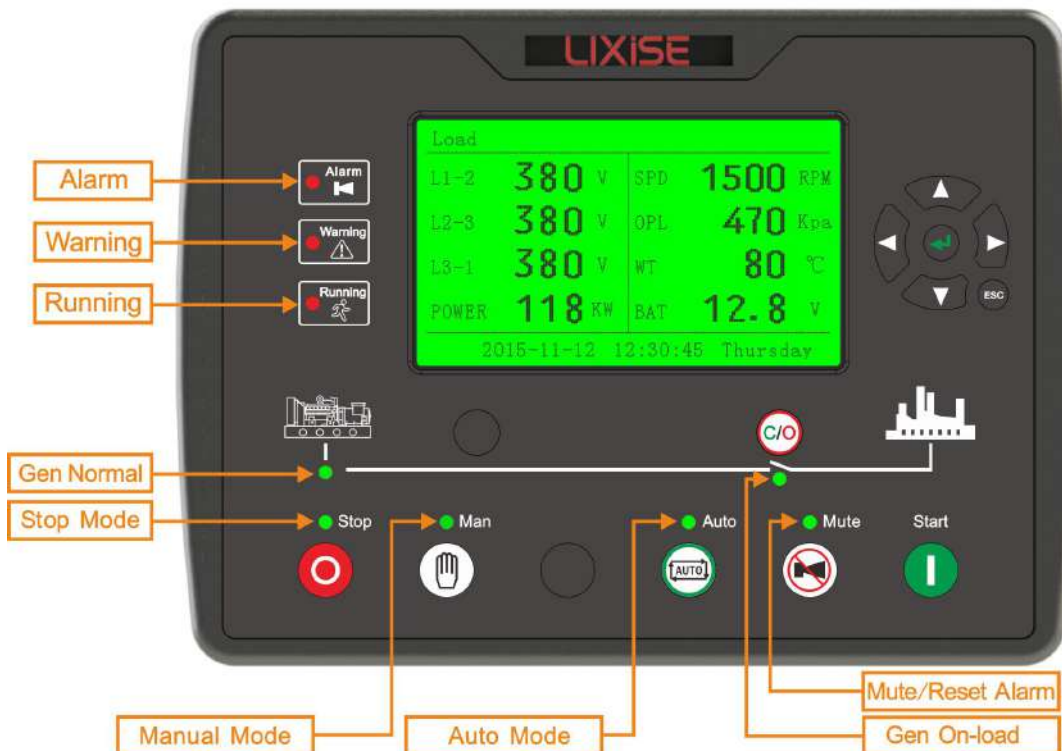 LIXiSE
Load
L1-2 380 V SPD 1500 RPM
L2-3 380 V OPL 470 Kpa
L3-1 380 V WT 80 ℃
POWER 118 KW BAT 12.8 V
2015-11-12 12:30:45 Thursday
Alarm
Alarm
Warning
Warning
Running
Running
ESC
C/O
Gen Normal
Stop Mode
Stop
Man
Auto
Mute
Start
AUTO
Mute/Reset Alarm
Manual Mode
Auto Mode
Gen On-load